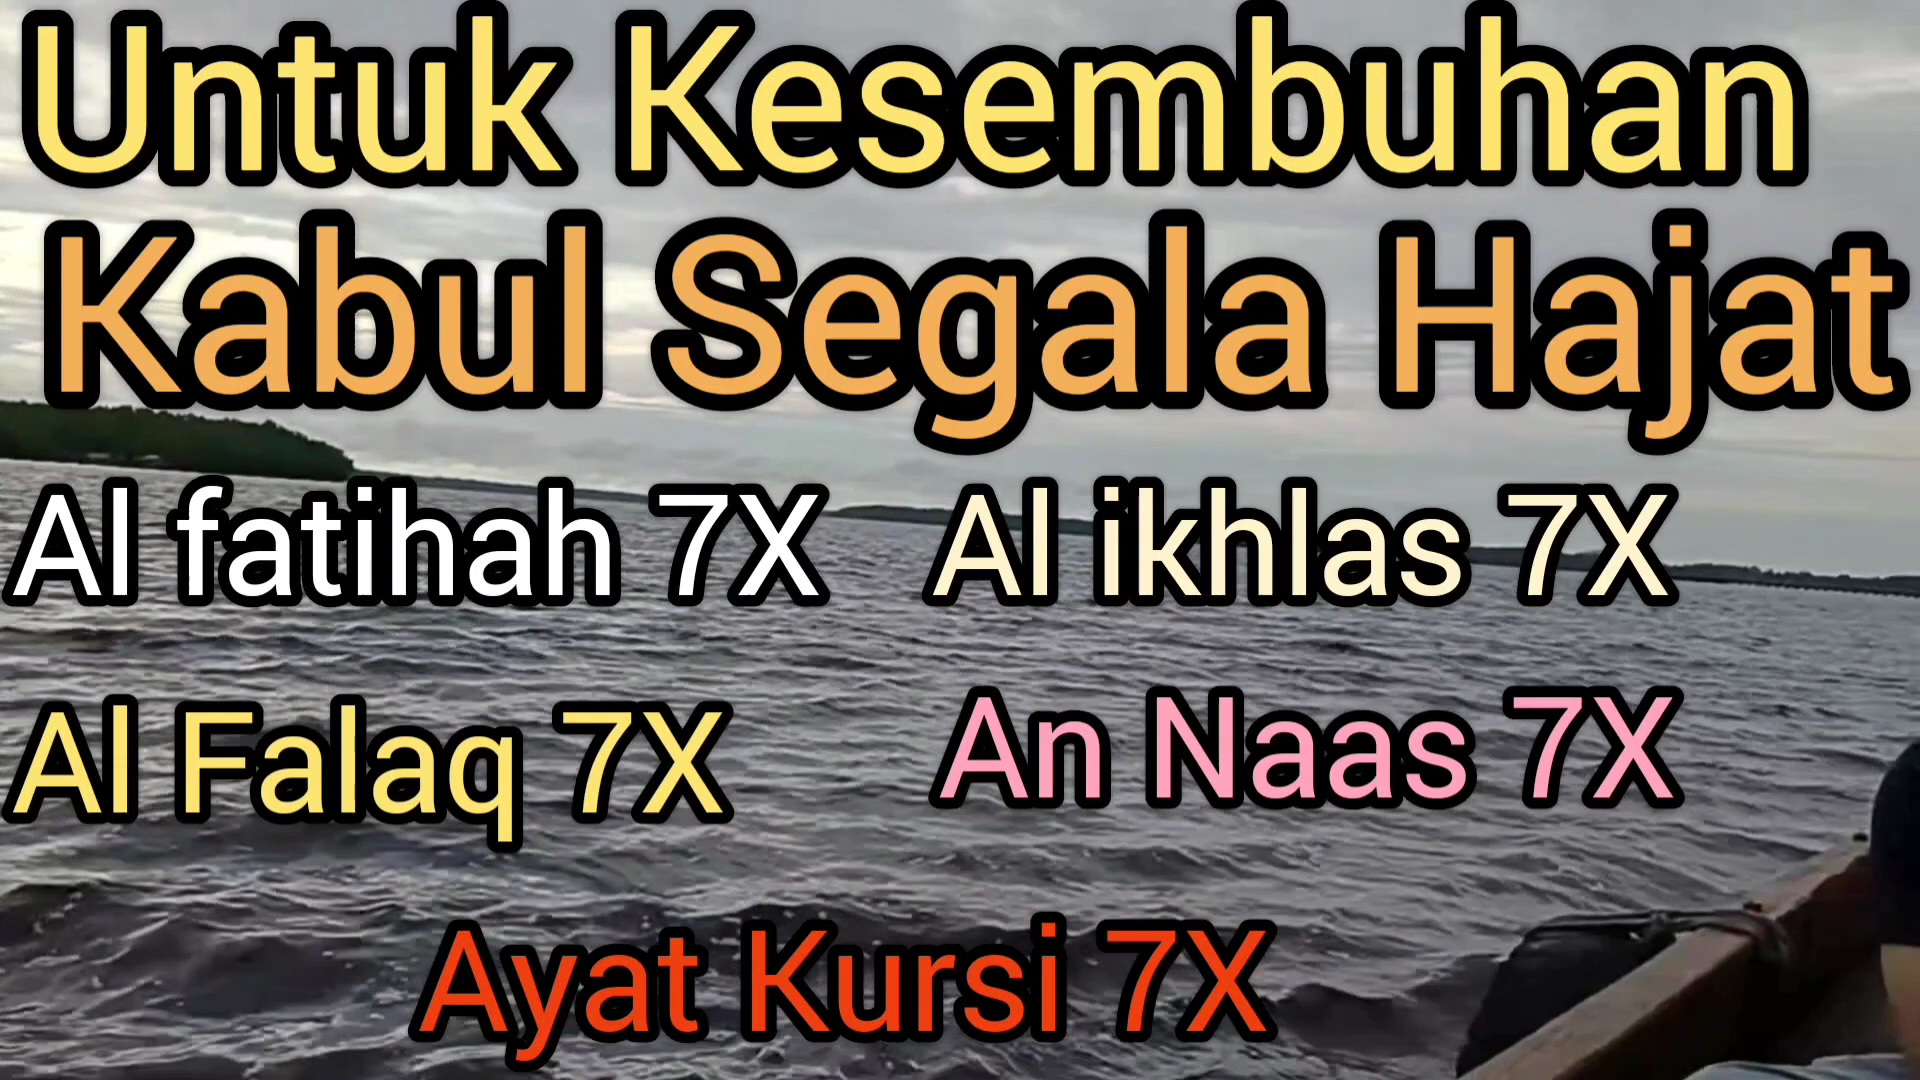 Untuk Kesembuhan
Kabul Segala Hajat
Al fatihah 7X
Al ikhlas 7X
Al Falaq 7X
An Naas 7X
Ayat Kursi 7X